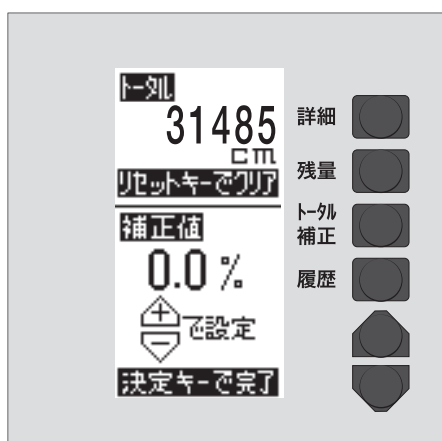 トータル
31485
cm
リセットキーでクリア
補正値
0.0 %
+
-
で設定
決定キーで完了
詳細
残量
トータル
補正
履歴